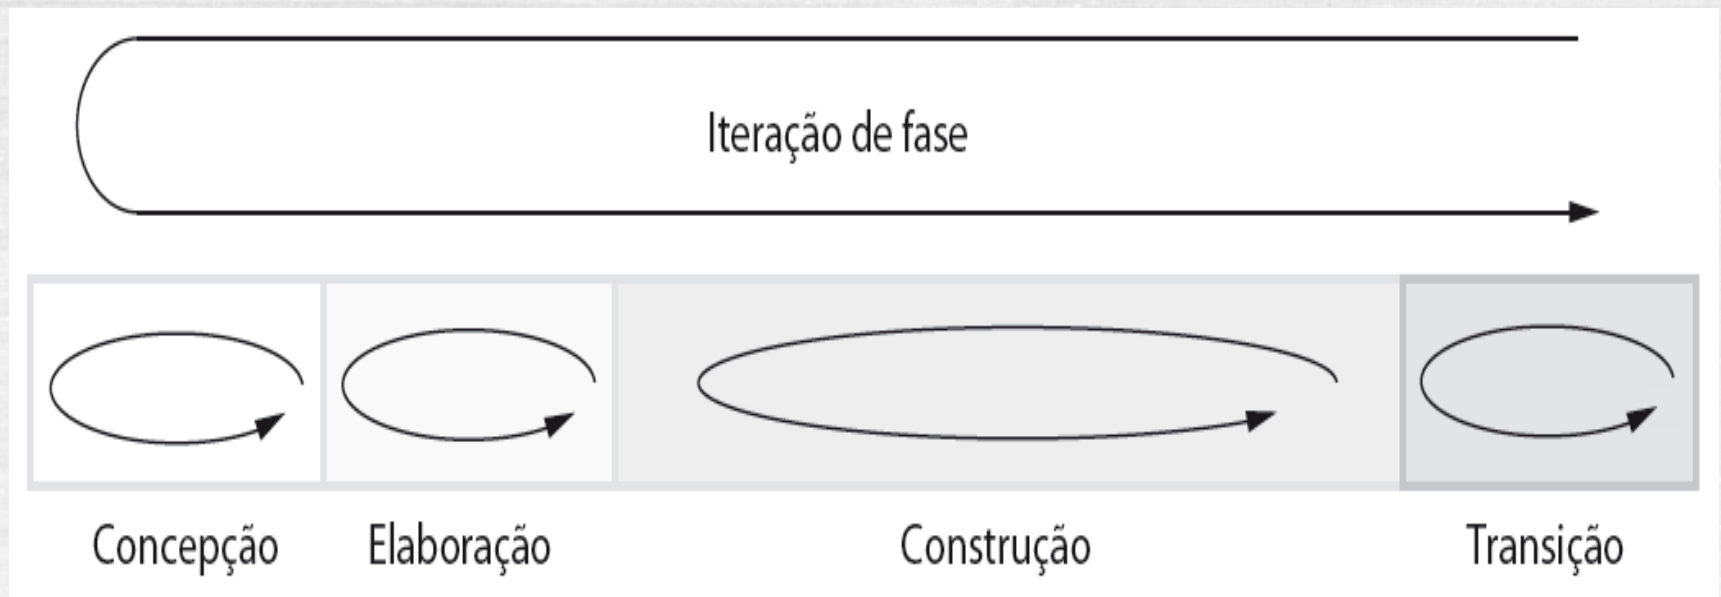 Iteração de fase
Concepção
Elaboração
Construção
Transição